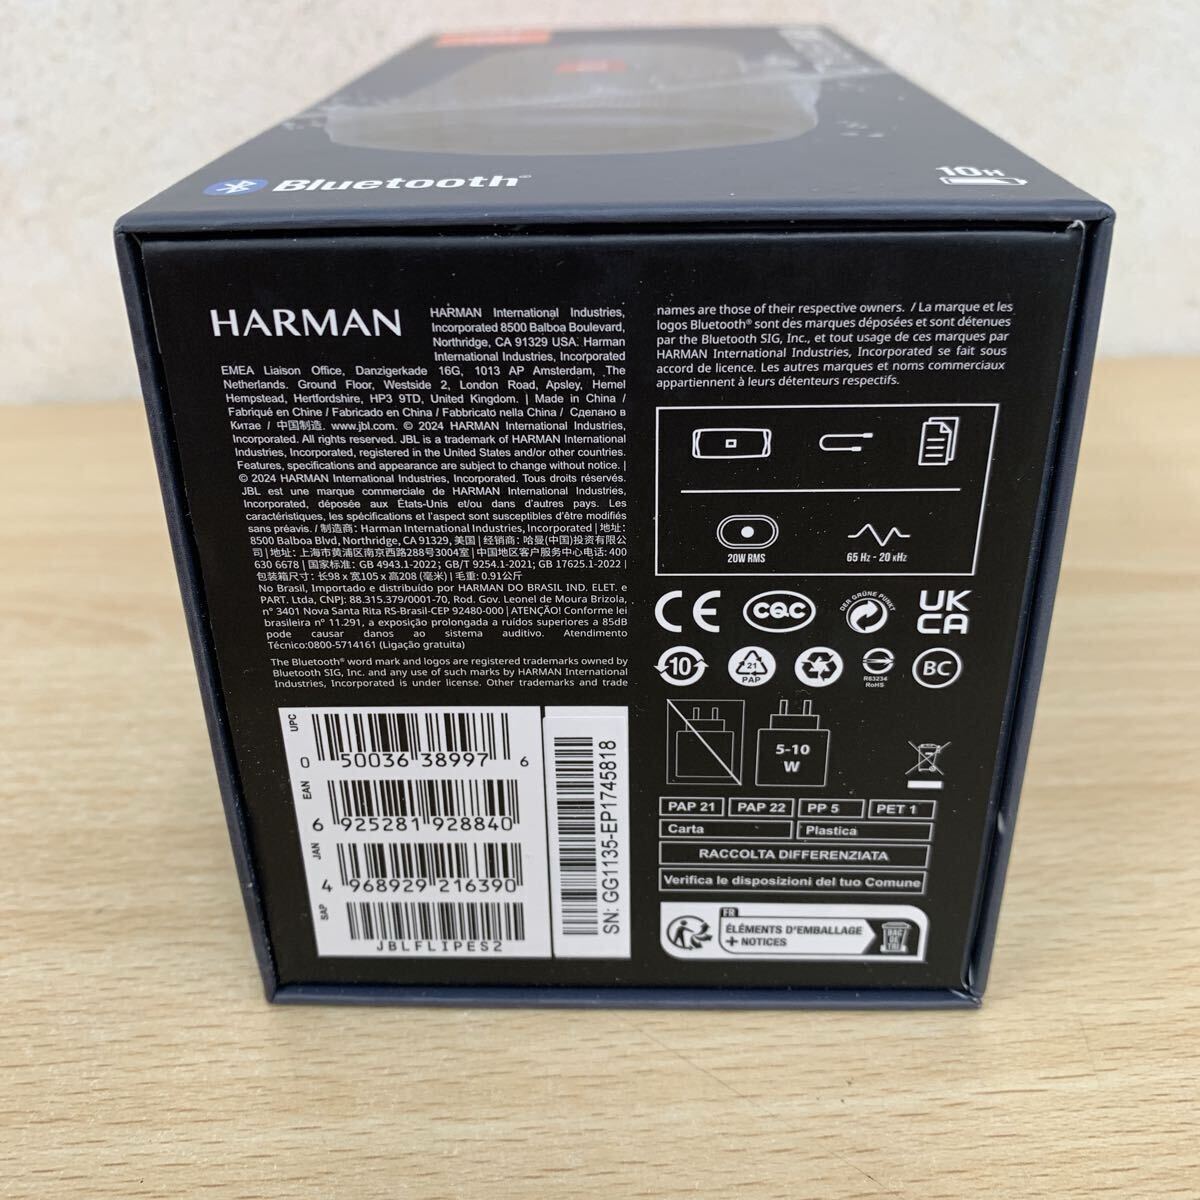 Bluetooth®
10H
HARMAN
HARMAN International Industries,
Incorporated 8500 Balboa Boulevard,
Northridge, CA 91329 USA. Harman
International Industries, Incorporated
EMEA Liaison Office, Danzigerkade 16G, 1013 AP Amsterdam, The
Netherlands. Ground Floor, Westside 2, London Road, Apsley, Hemel
Hempstead, Hertfordshire, HP3 9TD, United Kingdom. | Made in China /
Fabriqué en Chine / Fabricado en China / Fabbricato nella China / Сделано в
Китае / 中国制造. www.jbl.com. © 2024 HARMAN International Industries,
Incorporated. All rights reserved. JBL is a trademark of HARMAN International
Industries, Incorporated, registered in the United States and/or other countries.
Features, specifications and appearance are subject to change without notice. |
© 2024 HARMAN International Industries, Incorporated. Tous droits réservés.
JBL est une marque commerciale de HARMAN International Industries,
Incorporated, déposée aux États-Unis et/ou dans d'autres pays. Les
caractéristiques, les spécifications et l'aspect sont susceptibles d'être modifiés
sans préavis. / 制造商: Harman International Industries, Incorporated | 地址:
8500 Balboa Blvd, Northridge, CA 91329, 美国 | 经销商: 哈曼(中国)投资有限公
司 | 地址: 上海市黄浦区南京西路288号3004室 | 中国地区客户服务中心电话: 400
630 6678 | 国家标准: GB 4943.1-2022; GB/T 9254.1-2021; GB 17625.1-2022 |
包装箱尺寸: 长98 x 宽105 x 高208 (毫米) | 毛重: 0.91公斤
No Brasil, Importado e distribuído por HARMAN DO BRASIL IND. ELET. e
PART. Ltda, CNPJ: 88.315.379/0001-70, Rod. Gov. Leonel de Moura Brizola,
n° 3401 Nova Santa Rita RS-Brasil-CEP 92480-000 | ATENÇÃO! Conforme lei
brasileira n° 11.291, a exposição prolongada a ruídos superiores a 85dB
pode causar danos ao sistema auditivo. Atendimento
Técnico:0800-5714161 (Ligação gratuita)
The Bluetooth® word mark and logos are registered trademarks owned by
Bluetooth SIG, Inc. and any use of such marks by HARMAN International
Industries, Incorporated is under license. Other trademarks and trade
names are those of their respective owners. / La marque et les
logos Bluetooth® sont des marques déposées et sont détenues
par the Bluetooth SIG, Inc., et tout usage de ces marques par
HARMAN International Industries, Incorporated se fait sous
accord de licence. Les autres marques et noms commerciaux
appartiennent à leurs détenteurs respectifs.
20W RMS
65 Hz - 20 kHz
CE
CQC
DER GRÜNE PUNKT
UK
CA
10
21
PAP
R63234
RoHS
BC
5-10
W
PAP 21
PAP 22
PP 5
PET 1
Carta
Plastica
RACCOLTA DIFFERENZIATA
Verifica le disposizioni del tuo Comune
FR
ÉLÉMENTS D'EMBALLAGE
+ NOTICES
BAC
DE
TRI
UPC
0 50036 38997 6
EAN
6 925281 928840
JAN
4 968929 216390
SAP
JBLFLIPES2
SN: GG1135-EP1745818